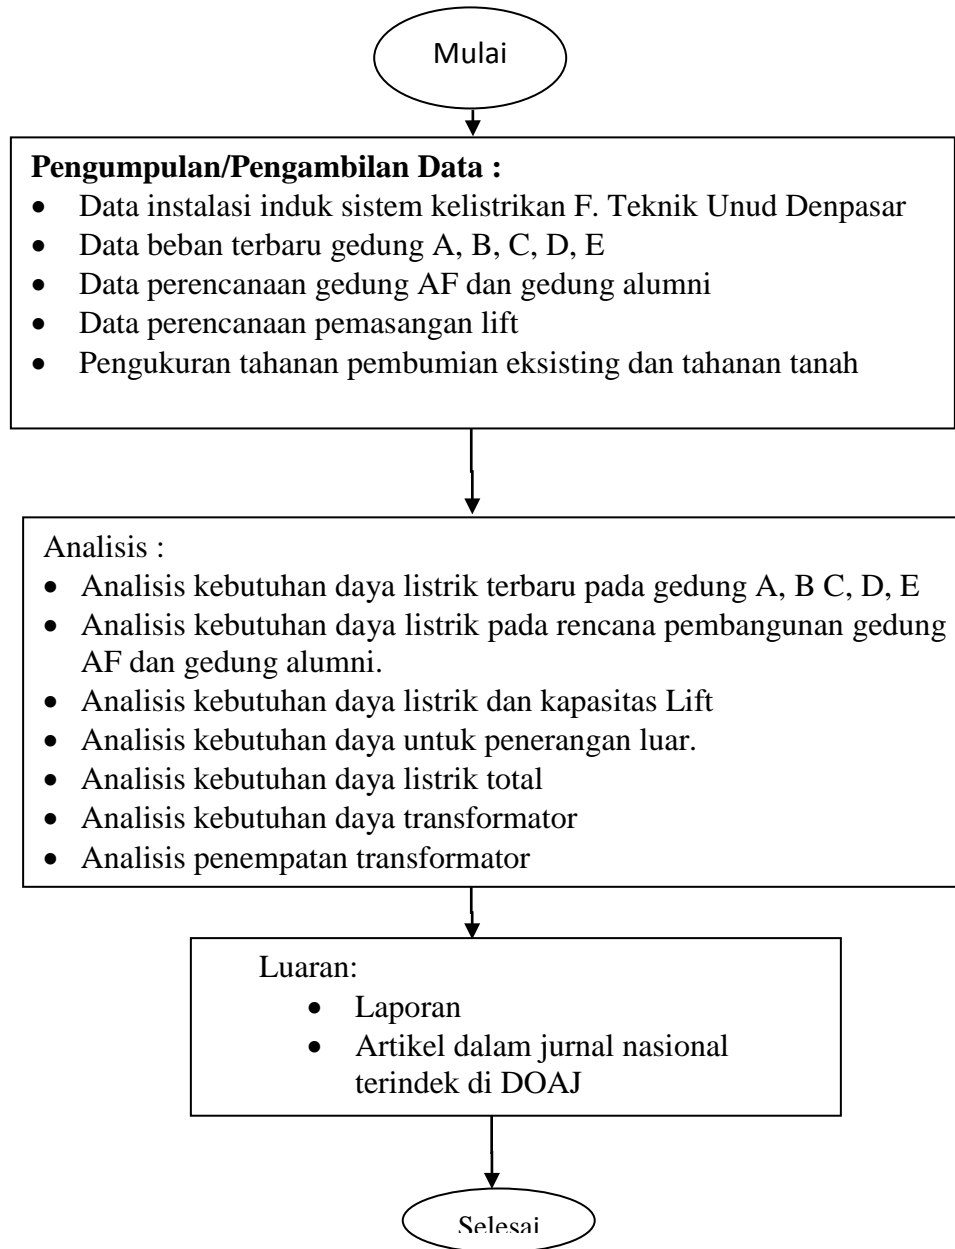 Mulai
Pengumpulan/Pengambilan Data :
• Data instalasi induk sistem kelistrikan F. Teknik Unud Denpasar
• Data beban terbaru gedung A, B, C, D, E
• Data perencanaan gedung AF dan gedung alumni
• Data perencanaan pemasangan lift
• Pengukuran tahanan pembumian eksisting dan tahanan tanah
Analisis :
• Analisis kebutuhan daya listrik terbaru pada gedung A, B C, D, E
• Analisis kebutuhan daya listrik pada rencana pembangunan gedung
AF dan gedung alumni.
• Analisis kebutuhan daya listrik dan kapasitas Lift
• Analisis kebutuhan daya untuk penerangan luar.
• Analisis kebutuhan daya listrik total
• Analisis kebutuhan daya transformator
• Analisis penempatan transformator
Luaran:
• Laporan
• Artikel dalam jurnal nasional
terindek di DOAJ
Selesai